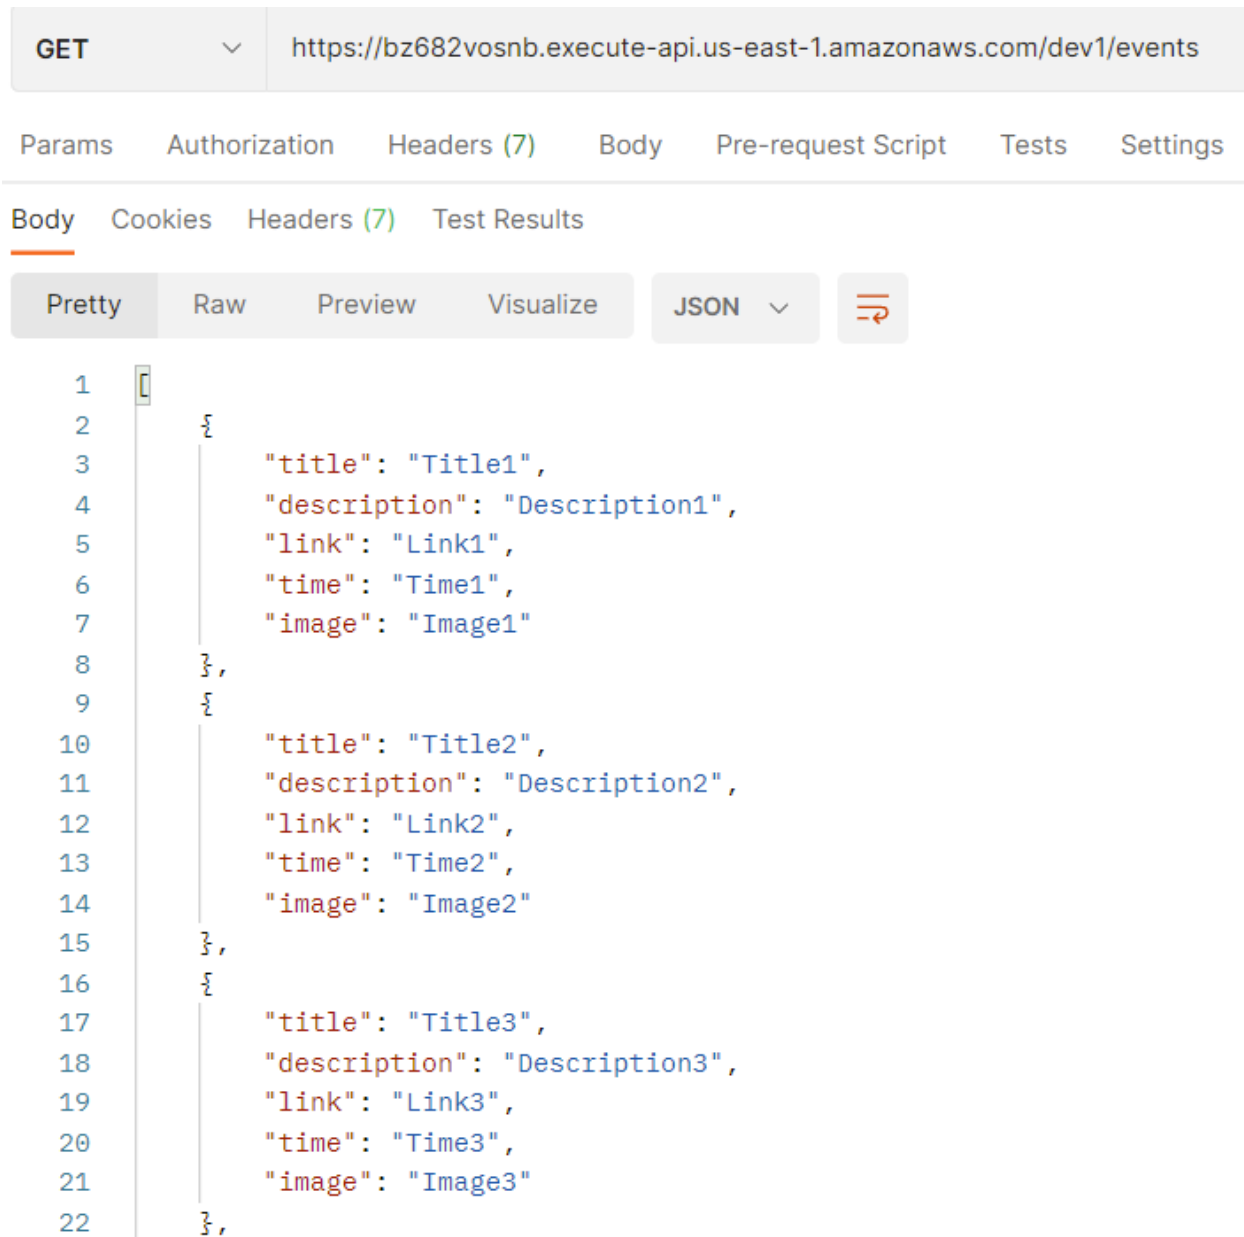 GET https://bz682vosnb.execute-api.us-east-1.amazonaws.com/dev1/events
Params Authorization Headers (7) Body Pre-request Script Tests Settings
Body Cookies Headers (7) Test Results
Pretty Raw Preview Visualize JSON
1 [
2 {
3 "title": "Title1",
4 "description": "Description1",
5 "link": "Link1",
6 "time": "Time1",
7 "image": "Image1"
8 },
9 {
10 "title": "Title2",
11 "description": "Description2",
12 "link": "Link2",
13 "time": "Time2",
14 "image": "Image2"
15 },
16 {
17 "title": "Title3",
18 "description": "Description3",
19 "link": "Link3",
20 "time": "Time3",
21 "image": "Image3"
22 },